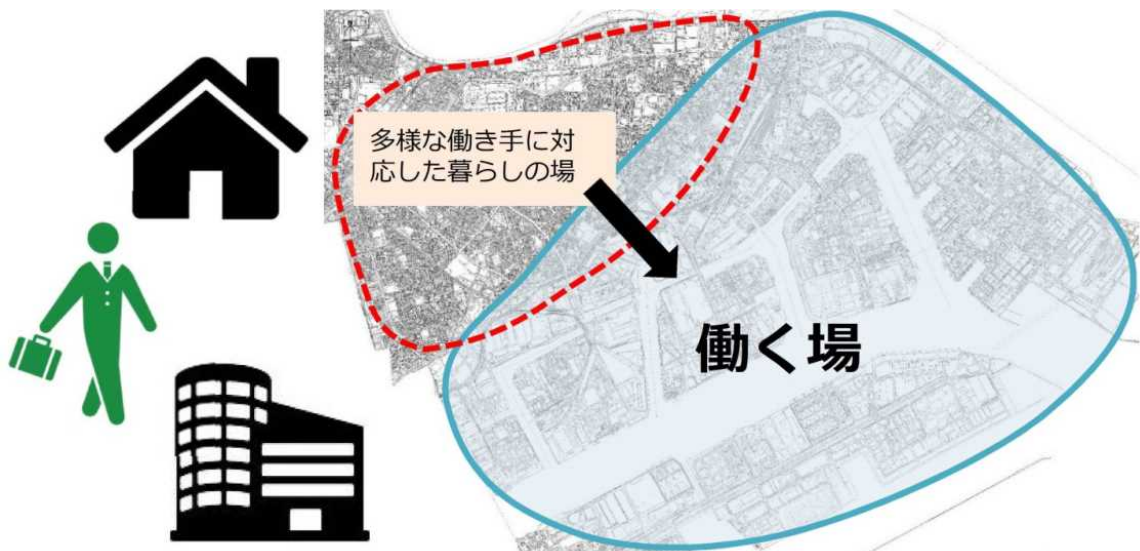 多様な働き手に対
応した暮らしの場
働く場